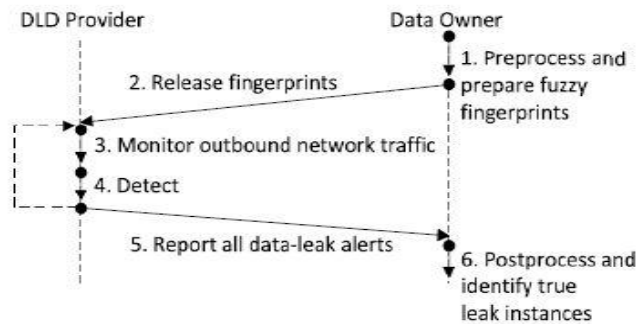 DLD Provider
Data Owner
1. Preprocess and
prepare fuzzy
fingerprints
2. Release fingerprints
3. Monitor outbound network traffic
4. Detect
5. Report all data-leak alerts
6. Postprocess and
identify true
leak instances